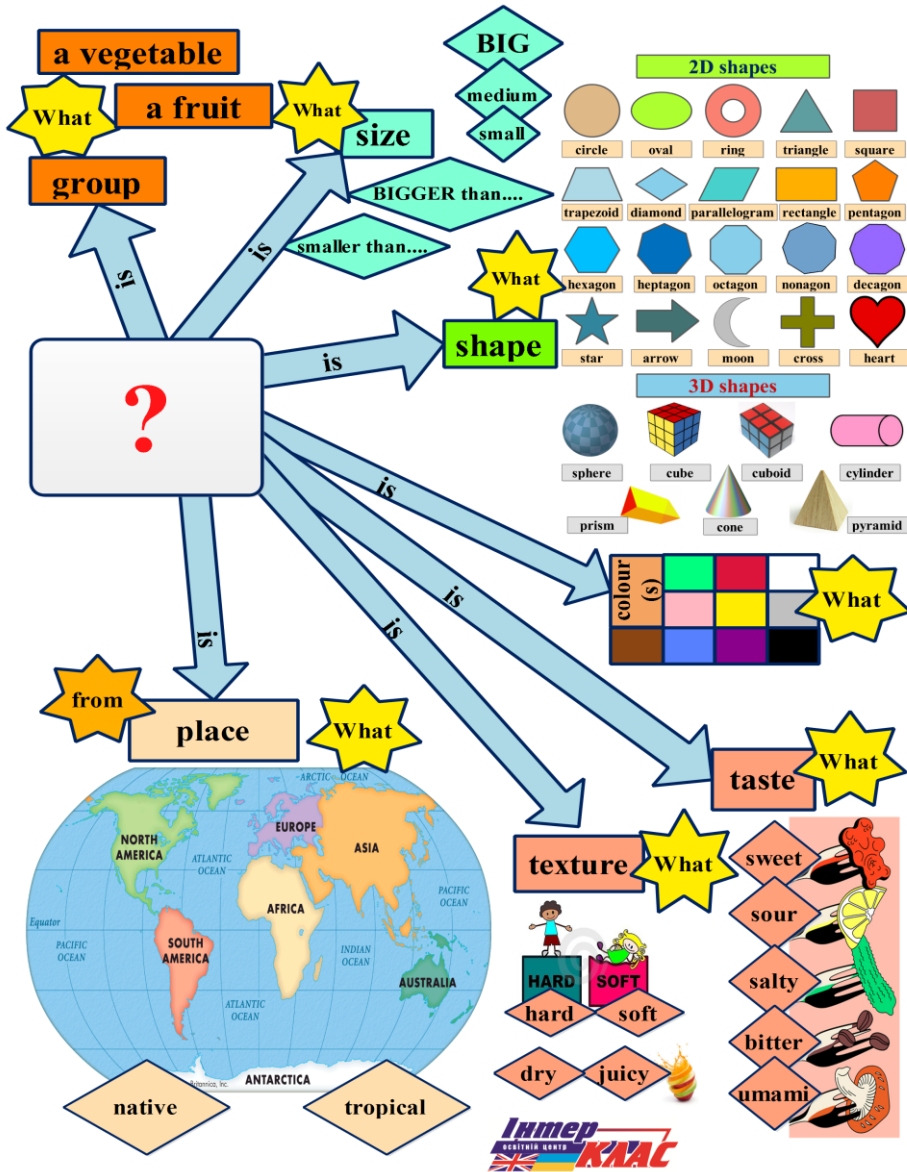 a vegetable
What
a fruit
What
group
size
BIG
medium
small
BIGGER than....
smaller than....
is
is
What
shape
is
?
2D shapes
circle
oval
ring
triangle
square
trapezoid
diamond
parallelogram
rectangle
pentagon
hexagon
heptagon
octagon
nonagon
decagon
star
arrow
moon
cross
heart
3D shapes
sphere
cube
cuboid
cylinder
prism
cone
pyramid
is
colour
(s)
What
is
taste
What
sweet
sour
salty
bitter
umami
is
texture
What
HARD
SOFT
hard
soft
dry
juicy
is
from
place
What
ARCTIC OCEAN
NORTH
AMERICA
EUROPE
ASIA
ATLANTIC
OCEAN
PACIFIC
OCEAN
AFRICA
Equator
PACIFIC
OCEAN
SOUTH
AMERICA
INDIAN
OCEAN
AUSTRALIA
ATLANTIC
OCEAN
ANTARCTICA
Britannica, Inc.
native
tropical
Інтер
ОСВІТНІЙ ЦЕНТР
КЛАС